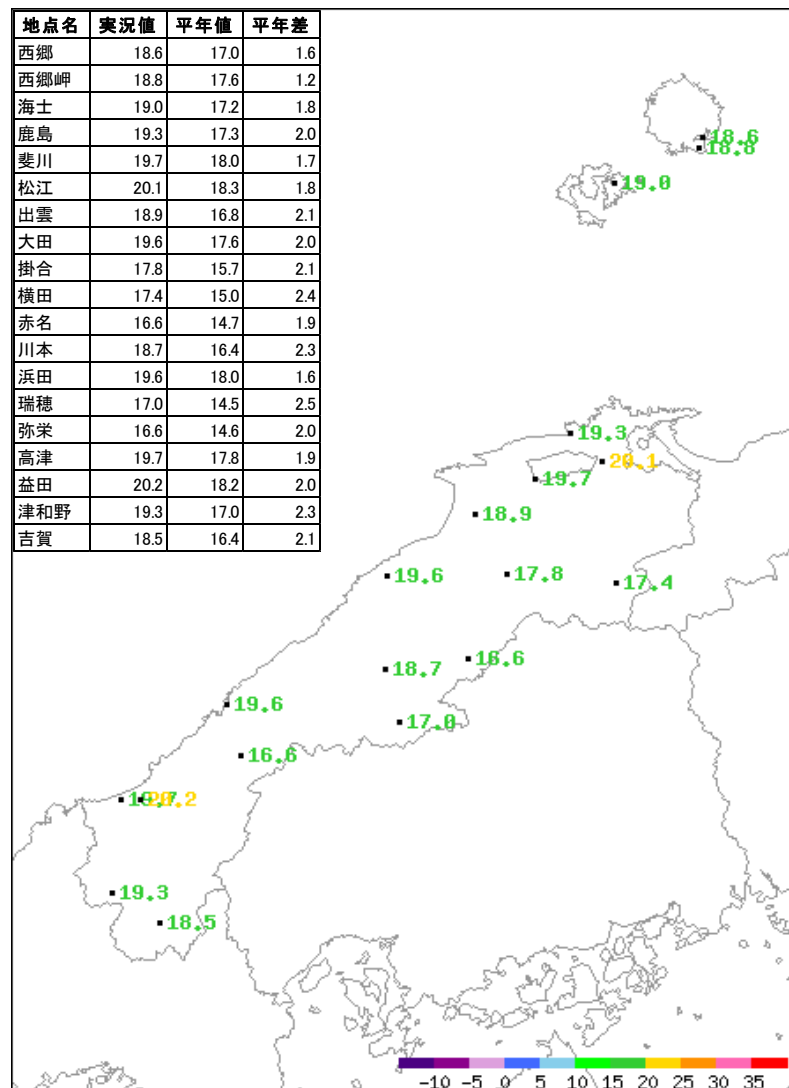 地点名 実況値 平年値 平年差
西郷 18.6 17.0 1.6
西郷岬 18.8 17.6 1.2
海士 19.0 17.2 1.8
鹿島 19.3 17.3 2.0
斐川 19.7 18.0 1.7
松江 20.1 18.3 1.8
出雲 18.9 16.8 2.1
大田 19.6 17.6 2.0
掛合 17.8 15.7 2.1
横田 17.4 15.0 2.4
赤名 16.6 14.7 1.9
川本 18.7 16.4 2.3
浜田 19.6 18.0 1.6
瑞穂 17.0 14.5 2.5
弥栄 16.6 14.6 2.0
高津 19.7 17.8 1.9
益田 20.2 18.2 2.0
津和野 19.3 17.0 2.3
吉賀 18.5 16.4 2.1
18.6
18.8
19.0
19.3
20.1
19.7
18.9
19.6
17.8
17.4
16.6
18.7
19.6
17.0
16.6
19.7
20.2
19.3
18.5
-10 -5 0 5 10 15 20 25 30 35